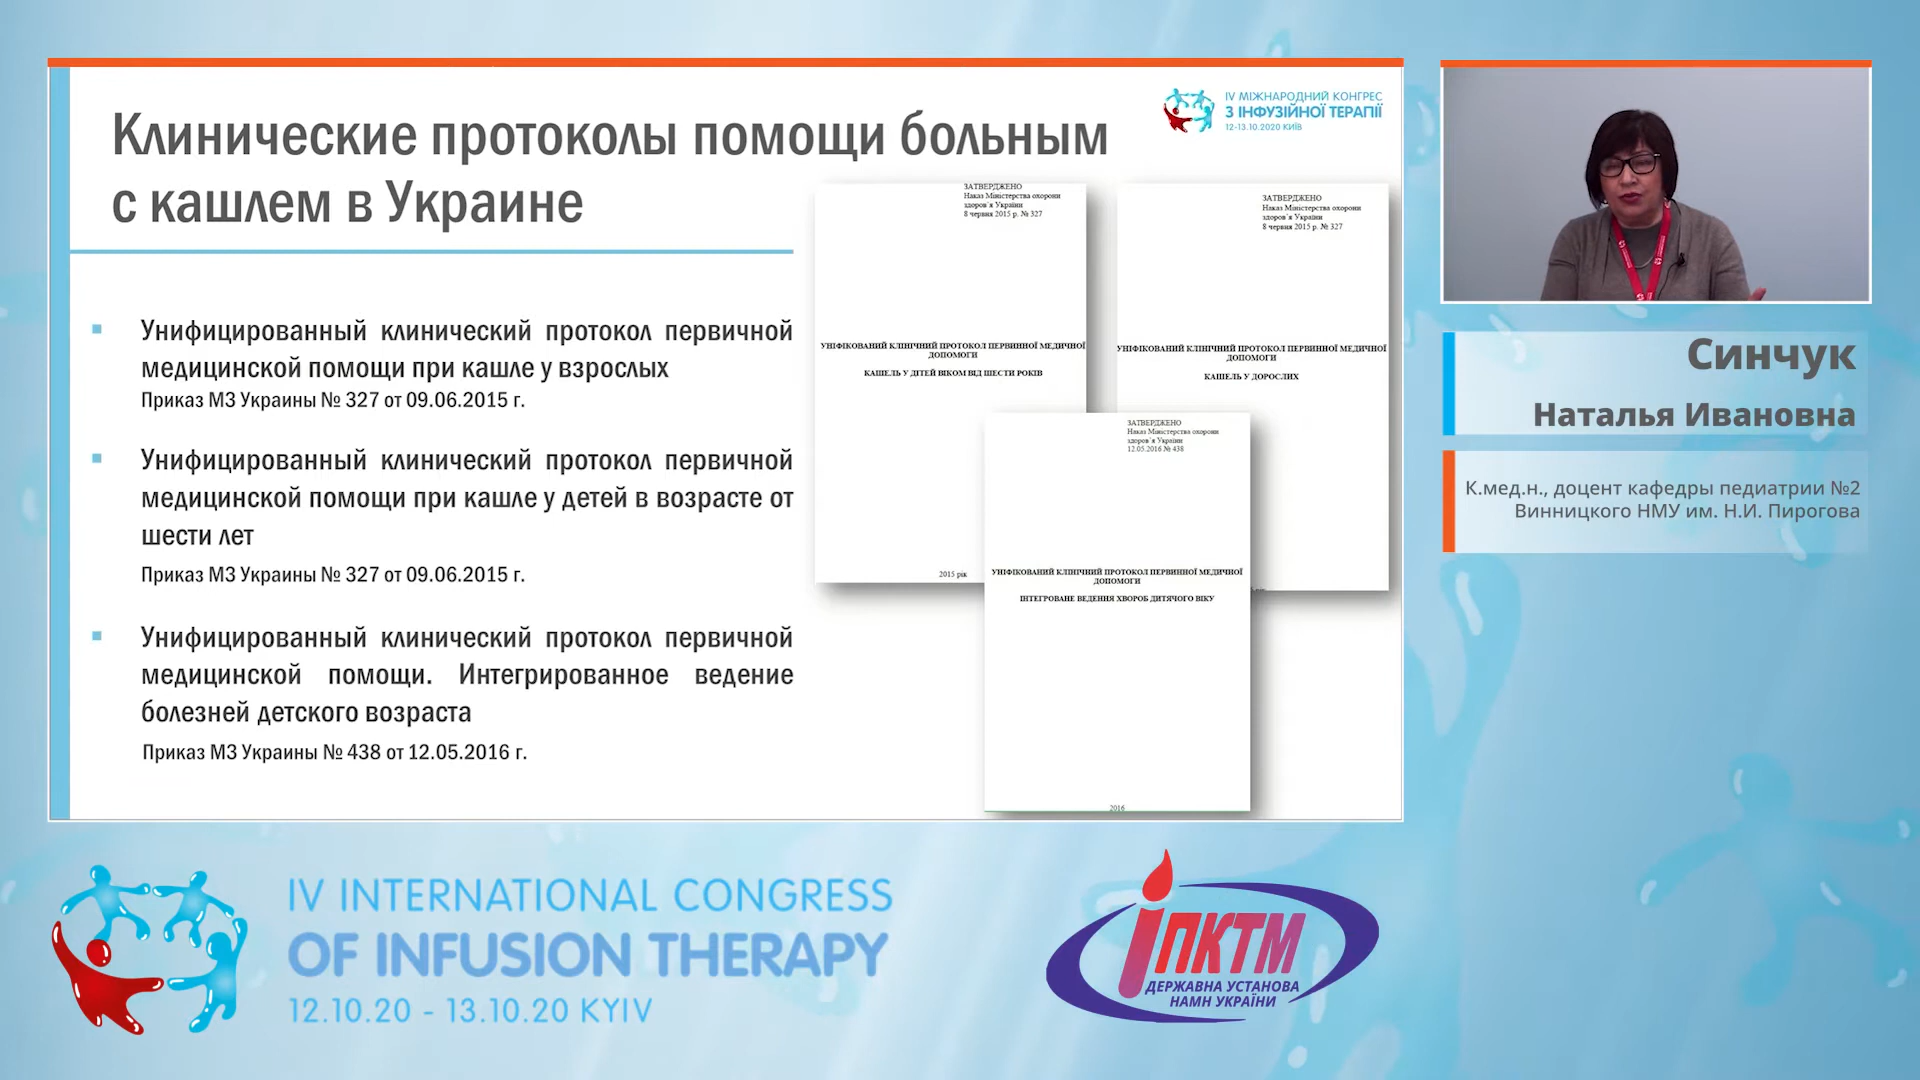 Клинические протоколы помощи больным
с кашлем в Украине
IV МІЖНАРОДНИЙ КОНГРЕС
З ІНФУЗІЙНОЇ ТЕРАПІЇ
12-13.10.2020 КИЇВ
Унифицированный клинический протокол первичной
медицинской помощи при кашле у взрослых
Приказ МЗ Украины № 327 от 09.06.2015 г.
Унифицированный клинический протокол первичной
медицинской помощи при кашле у детей в возрасте от
шести лет
Приказ МЗ Украины № 327 от 09.06.2015 г.
Унифицированный клинический протокол первичной
медицинской помощи. Интегрированное ведение
болезней детского возраста
Приказ МЗ Украины № 438 от 12.05.2016 г.
ЗАТВЕРДЖЕНО
Наказ Міністерства охорони
здоров'я України
8 червня 2015 р. № 327
УНІФІКОВАНИЙ КЛІНІЧНИЙ ПРОТОКОЛ ПЕРВИННОЇ МЕДИЧНОЇ
ДОПОМОГИ
КАШЕЛЬ У ДІТЕЙ ВІКОМ ВІД ШЕСТИ РОКІВ
2015 рік
ЗАТВЕРДЖЕНО
Наказ Міністерства охорони
здоров'я України
8 червня 2015 р. № 327
УНІФІКОВАНИЙ КЛІНІЧНИЙ ПРОТОКОЛ ПЕРВИННОЇ МЕДИЧНОЇ
ДОПОМОГИ
КАШЕЛЬ У ДОРОСЛИХ
ЗАТВЕРДЖЕНО
Наказ Міністерства охорони
здоров'я України
12.05.2016 № 438
УНІФІКОВАНИЙ КЛІНІЧНИЙ ПРОТОКОЛ ПЕРВИННОЇ МЕДИЧНОЇ
ДОПОМОГИ
ІНТЕГРОВАНЕ ВЕДЕННЯ ХВОРОБ ДИТЯЧОГО ВІКУ
2016
Синчук
Наталья Ивановна
К.мед.н., доцент кафедры педиатрии №2
Винницкого НМУ им. Н.И. Пирогова
IV INTERNATIONAL CONGRESS
OF INFUSION THERAPY
12.10.20 - 13.10.20 KYIV
ІПКТМ
ДЕРЖАВНА УСТАНОВА
НАМН УКРАЇНИ